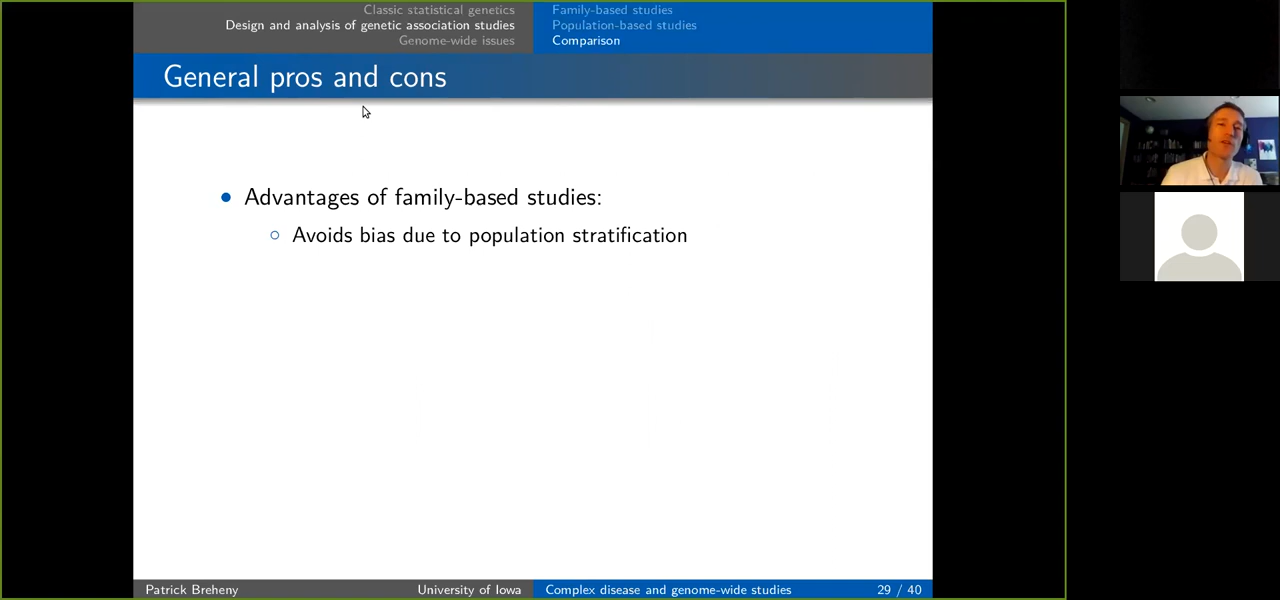 Classic statistical genetics
Design and analysis of genetic association studies
Genome-wide issues
Family-based studies
Population-based studies
Comparison
General pros and cons
Advantages of family-based studies:
Avoids bias due to population stratification
Patrick Breheny
University of Iowa
Complex disease and genome-wide studies
29 / 40